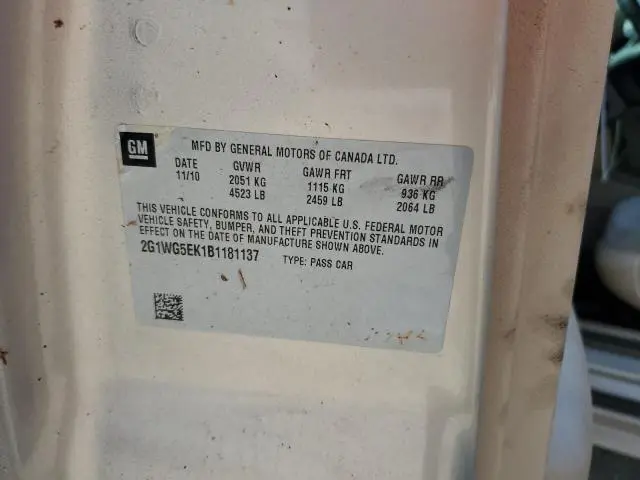 GM
MFD BY GENERAL MOTORS OF CANADA LTD.
DATE GVWR GAWR FRT GAWR RR
11/10 2051 KG 1115 KG 936 KG
4523 LB 2459 LB 2064 LB
THIS VEHICLE CONFORMS TO ALL APPLICABLE U.S. FEDERAL MOTOR
VEHICLE SAFETY, BUMPER, AND THEFT PREVENTION STANDARDS IN
EFFECT ON THE DATE OF MANUFACTURE SHOWN ABOVE.
2G1WG5EK1B1181137 TYPE: PASS CAR